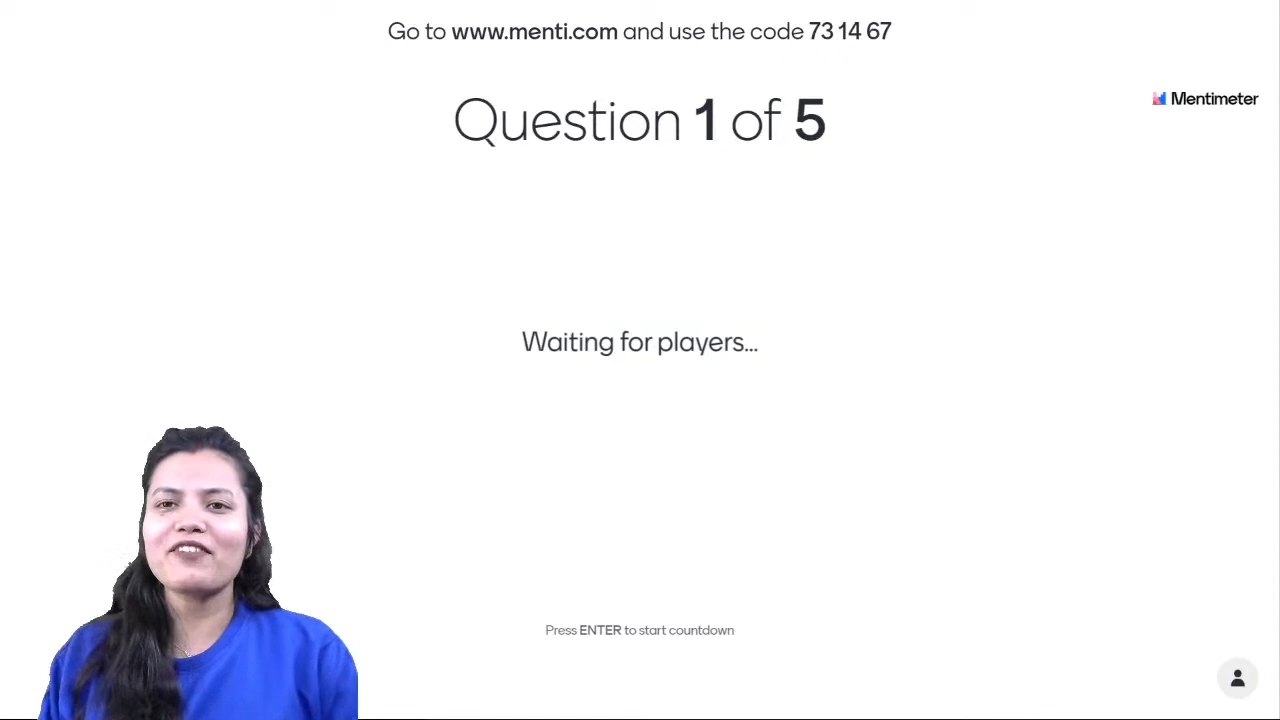 Go to www.menti.com and use the code 73 14 67
Mentimeter
Question 1 of 5
Waiting for players...
Press ENTER to start countdown